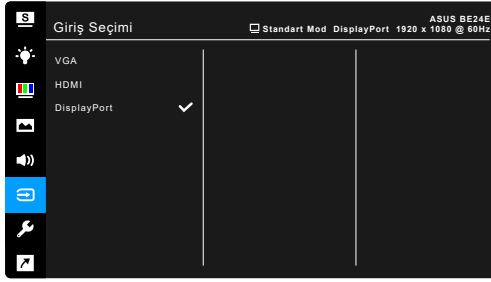 S
ASUS BE24E
Giriş Seçimi
Standart Mod DisplayPort 1920 x 1080 @ 60Hz
VGA
HDMI
DisplayPort